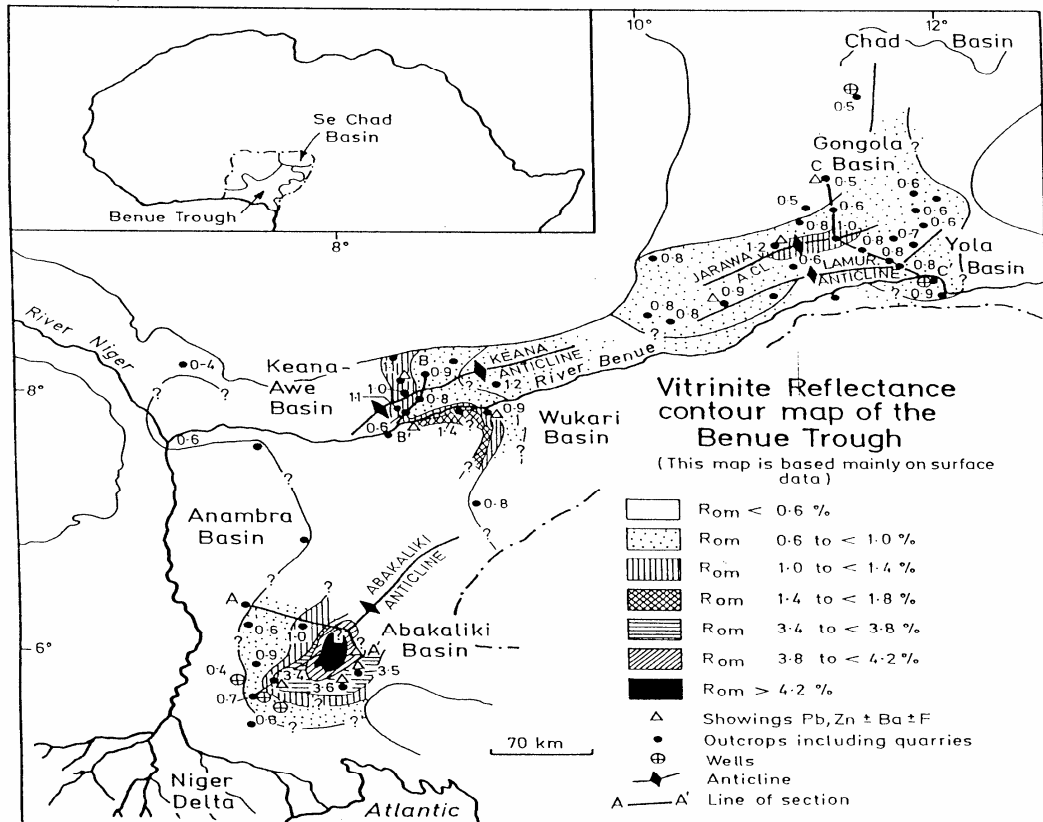 10°
12°
Chad Basin
0·5
Se Chad
Basin
Benue Trough
8°
Gongola
Basin
?
C
0·5
0·6
0·5
0·6
0·6
0·6
0·8
1·0
0·7
1·2
0·8
0·8
0·8
0·8
0·6
JARAWA
A.CL.
LAMUR.
ANTICLINE
Yola
Basin
C'
0·9
0·9
?
?
0·8
0·8
?
River Niger
0·4
Keana-
Awe
Basin
1·1
B
0·9
KEANA
ANTICLINE
River Benue
1·0
1·1
0·8
?
1·2
8°
?
0·6
B'
1·4
?
0·9
?
?
?
Wukari
Basin
0·6
?
0·8
?
Anambra
Basin
?
?
ABAKALIKI
ANTICLINE
A
?
6°
?
0·6
1·0
?
Abakaliki
Basin
A'
0·9
0·4
3·4
3·5
0·7
3·6
0·8
?
?
?
Niger
Delta
Atlantic
70 km
Vitrinite Reflectance
contour map of the
Benue Trough
(This map is based mainly on surface
data)
Rom < 0·6 %
Rom 0·6 to < 1·0 %
Rom 1·0 to < 1·4 %
Rom 1·4 to < 1·8 %
Rom 3·4 to < 3·8 %
Rom 3·8 to < 4·2 %
Rom > 4·2 %
Showings Pb, Zn ± Ba ± F
Outcrops including quarries
Wells
Anticline
A A' Line of section